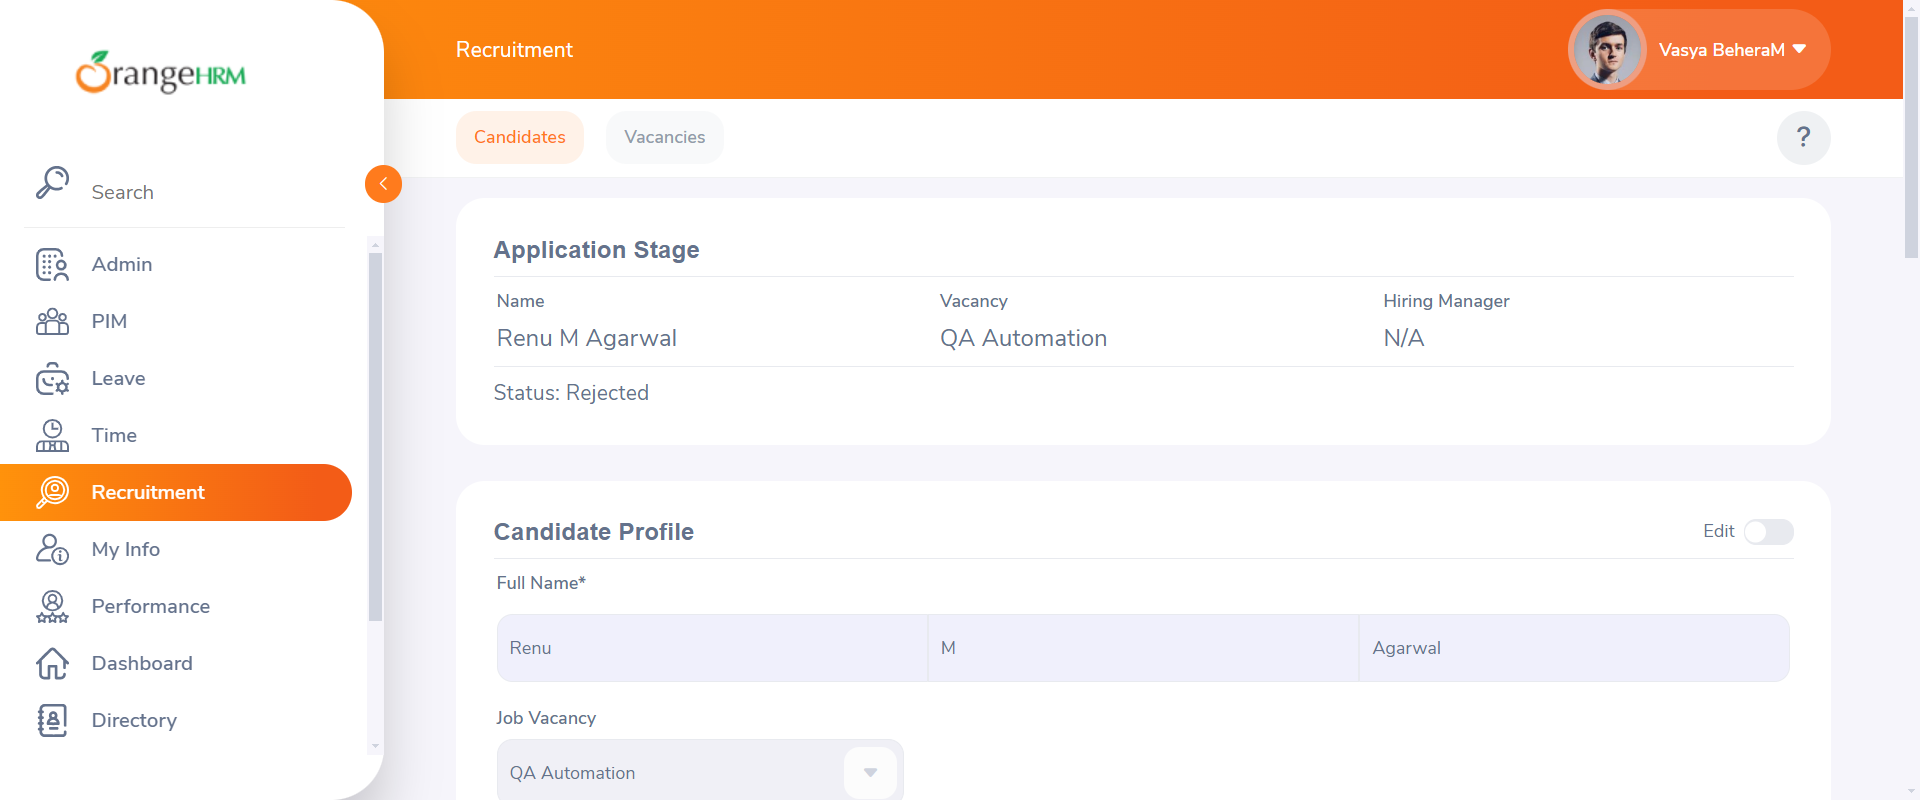 OrangeHRM
Recruitment
Vasya BeheraM
Candidates
Vacancies
?
Search
Admin
PIM
Leave
Time
Recruitment
My Info
Performance
Dashboard
Directory
Application Stage
Name
Vacancy
Hiring Manager
Renu M Agarwal
QA Automation
N/A
Status: Rejected
Candidate Profile
Edit
Full Name*
Renu
M
Agarwal
Job Vacancy
QA Automation